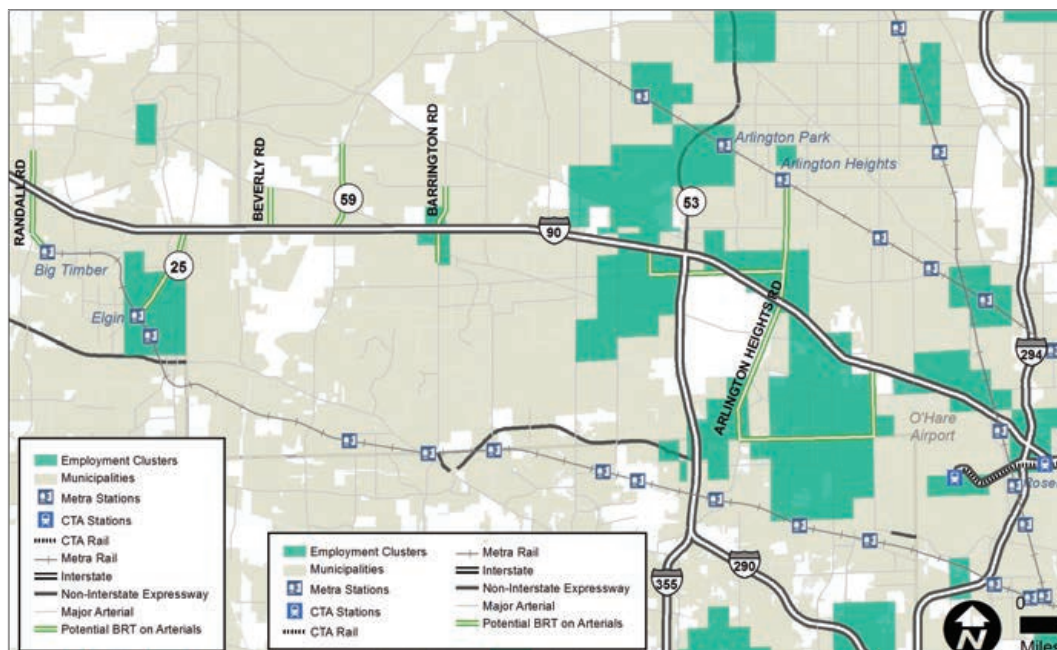 Arlington Park
Arlington Heights
RANDALL RD
BEVERLY RD
59
BARRINGTON RD
53
90
25
Big Timber
Elgin
ARLINGTON HEIGHTS RD
294
O'Hare
Airport
Rose
355
290
Employment Clusters
Municipalities
Metra Stations
CTA Stations
CTA Rail
Metra Rail
Interstate
Non-Interstate Expressway
Major Arterial
Potential BRT on Arterials
Employment Clusters
Municipalities
Metra Stations
CTA Stations
CTA Rail
Metra Rail
Interstate
Non-Interstate Expressway
Major Arterial
Potential BRT on Arterials
N
0
Miles